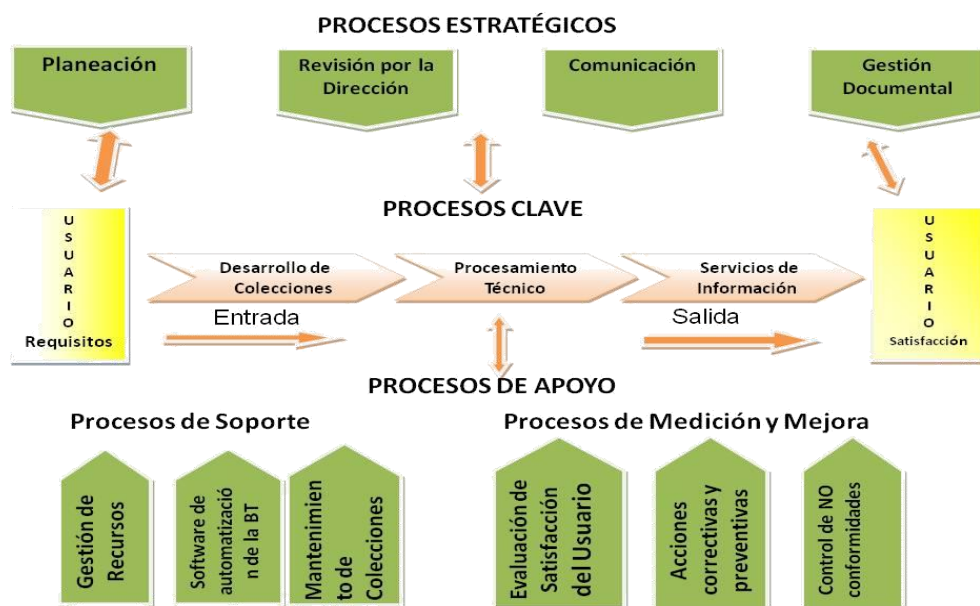 PROCESOS ESTRATÉGICOS
Planeación
Revisión por la
Dirección
Comunicación
Gestión
Documental
PROCESOS CLAVE
USUARIO
Requisitos
Desarrollo de
Colecciones
Procesamiento
Técnico
Servicios de
Información
USUARIO
Satisfacción
Entrada
Salida
PROCESOS DE APOYO
Procesos de Soporte
Procesos de Medición y Mejora
Gestión de
Recursos
Software de
automatizació
n de la BT
Mantenimien
to de
Colecciones
Evaluación de
Satisfacción
del Usuario
Acciones
correctivas y
preventivas
Control de NO
conformidades